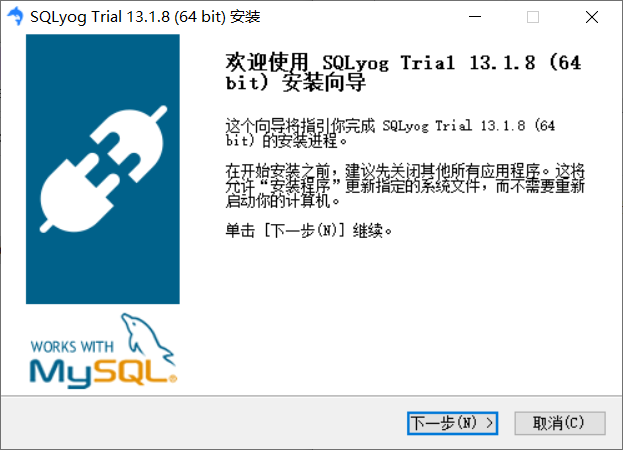 SQLyog Trial 13.1.8 (64 bit) 安装
欢迎使用 SQLyog Trial 13.1.8 (64
bit) 安装向导
这个向导将指引你完成 SQLyog Trial 13.1.8 (64
bit) 的安装进程。
在开始安装之前，建议先关闭其他所有应用程序。这将
允许“安装程序”更新指定的系统文件，而不需要重新
启动你的计算机。
单击 [下一步(N)] 继续。
WORKS WITH
MySQL®
下一步(N) >
取消(C)